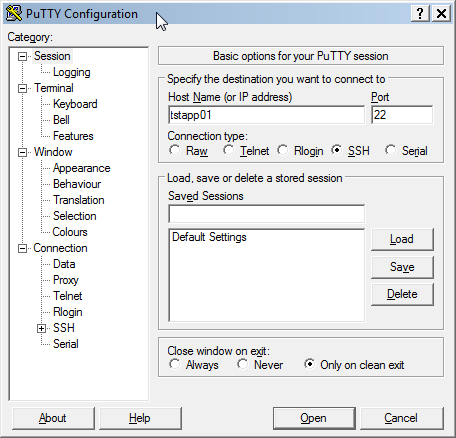 PuTTY Configuration
Category:
Session
Logging
Terminal
Keyboard
Bell
Features
Window
Appearance
Behaviour
Translation
Selection
Colours
Connection
Data
Proxy
Telnet
Rlogin
SSH
Serial
Basic options for your PuTTY session
Specify the destination you want to connect to
Host Name (or IP address) Port
tstapp01 22
Connection type:
Raw Telnet Rlogin SSH Serial
Load, save or delete a stored session
Saved Sessions
Default Settings
Load
Save
Delete
Close window on exit:
Always Never Only on clean exit
About Help Open Cancel